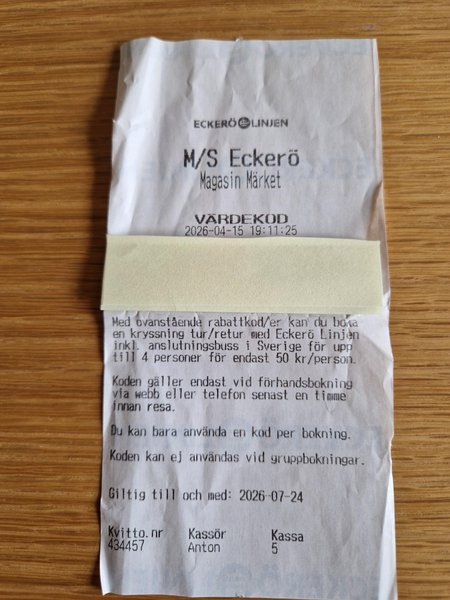 ECKERÖ LINJEN
M/S Eckerö
Magasin Märket
VÄRDEKOD
2026-04-15 19:11:25
Med ovanstående rabattkod/er kan du boka
en kryssning tur/retur med Eckerö Linjen
inkl. anslutningsbuss i Sverige för upp
till 4 personer för endast 50 kr/person.
Koden gäller endast vid förhandsbokning
via webb eller telefon senast en timme
innan resa.
Du kan bara använda en kod per bokning.
Koden kan ej användas vid gruppbokningar.
Giltig till och med: 2026-07-24
Kvitto.nr Kassör Kassa
434457 Anton 5